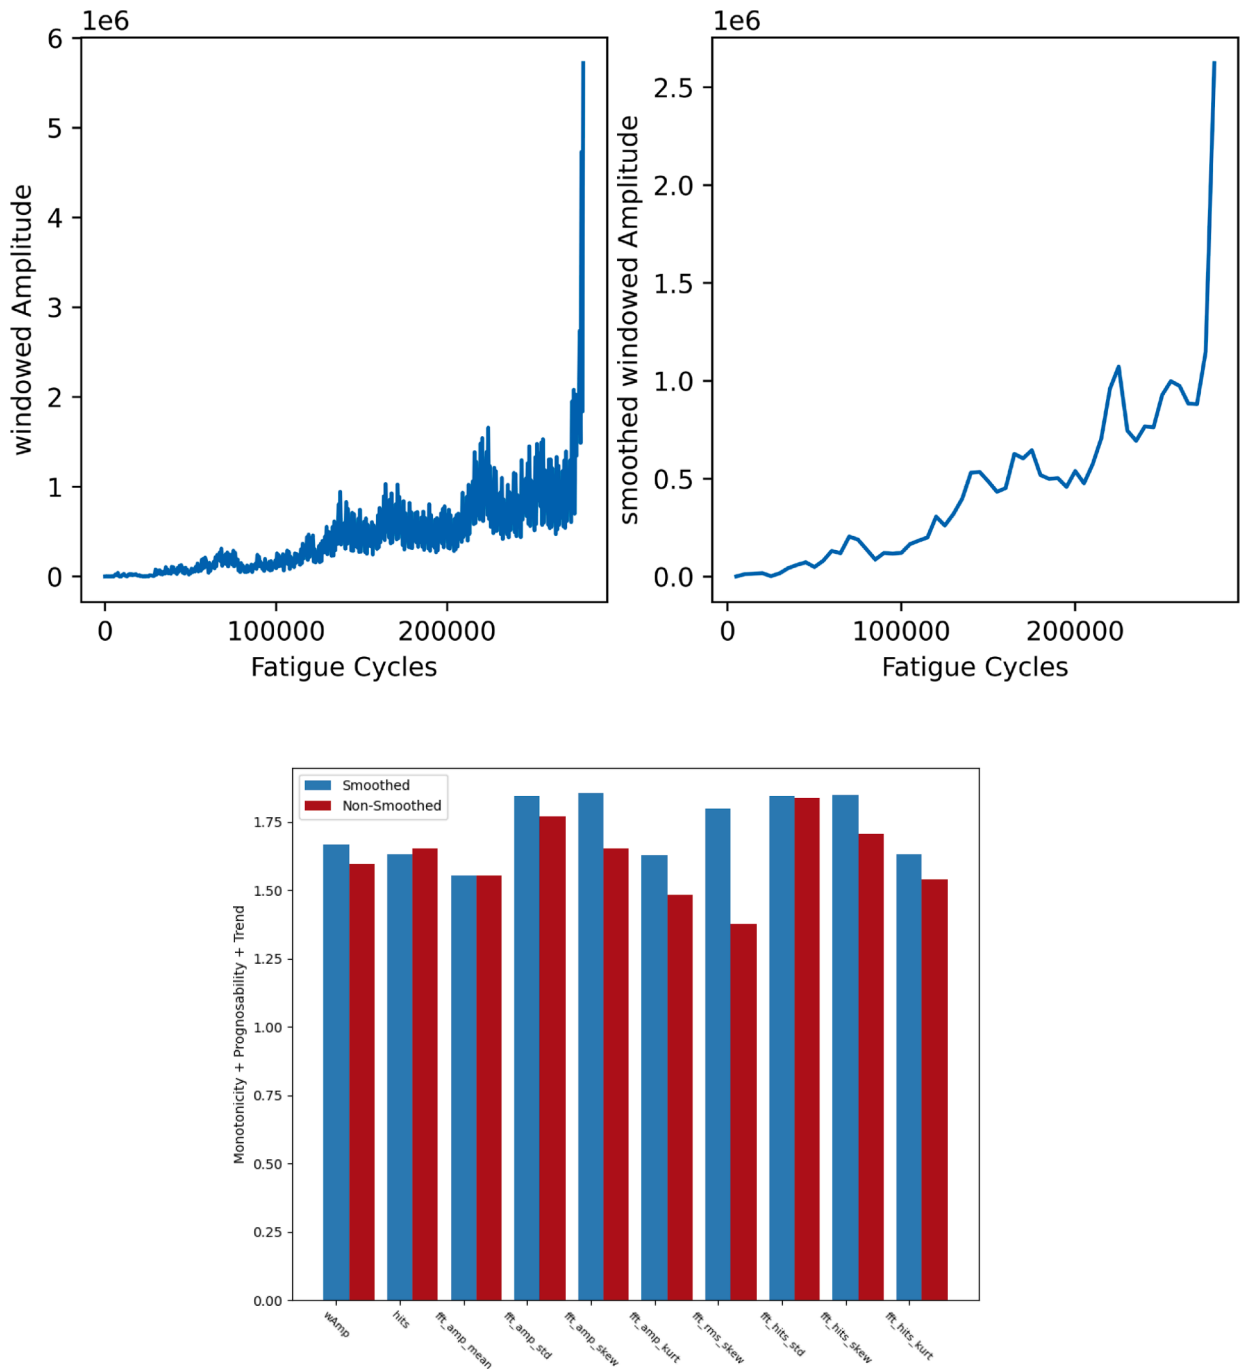 1e6
6
5
4
3
2
1
0
windowed Amplitude
0
100000
200000
Fatigue Cycles
1e6
2.5
2.0
1.5
1.0
0.5
0.0
smoothed windowed Amplitude
0
100000
200000
Fatigue Cycles
Smoothed
Non-Smoothed
1.75
1.50
1.25
1.00
0.75
0.50
0.25
0.00
Monotonicity + Prognosability + Trend
wAmp
hits
fft_amp_mean
fft_amp_std
fft_amp_skew
fft_amp_kurt
fft_rms_skew
fft_hits_std
fft_hits_skew
fft_hits_kurt